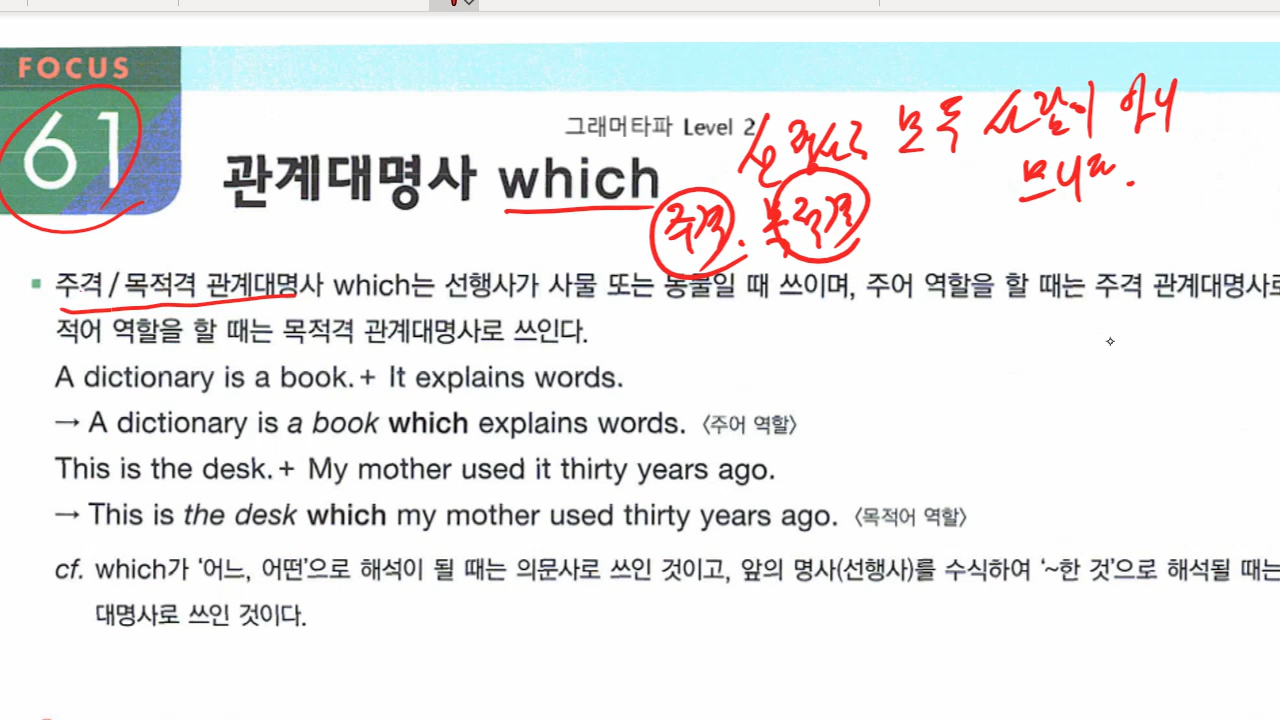 FOCUS
61
그래머타파 Level 2
관계대명사 which
모두 사람이 아니
주격. 목적격
주격/목적격 관계대명사 which는 선행사가 사물 또는 동물일 때 쓰이며, 주어 역할을 할 때는 주격 관계대명사로
적어 역할을 할 때는 목적격 관계대명사로 쓰인다.
A dictionary is a book. + It explains words.
→ A dictionary is a book which explains words. 〈주어 역할〉
This is the desk. + My mother used it thirty years ago.
→ This is the desk which my mother used thirty years ago. 〈목적어 역할〉
cf. which가 ‘어느, 어떤’으로 해석이 될 때는 의문사로 쓰인 것이고, 앞의 명사(선행사)를 수식하여 ‘~한 것’으로 해석될 때는
대명사로 쓰인 것이다.